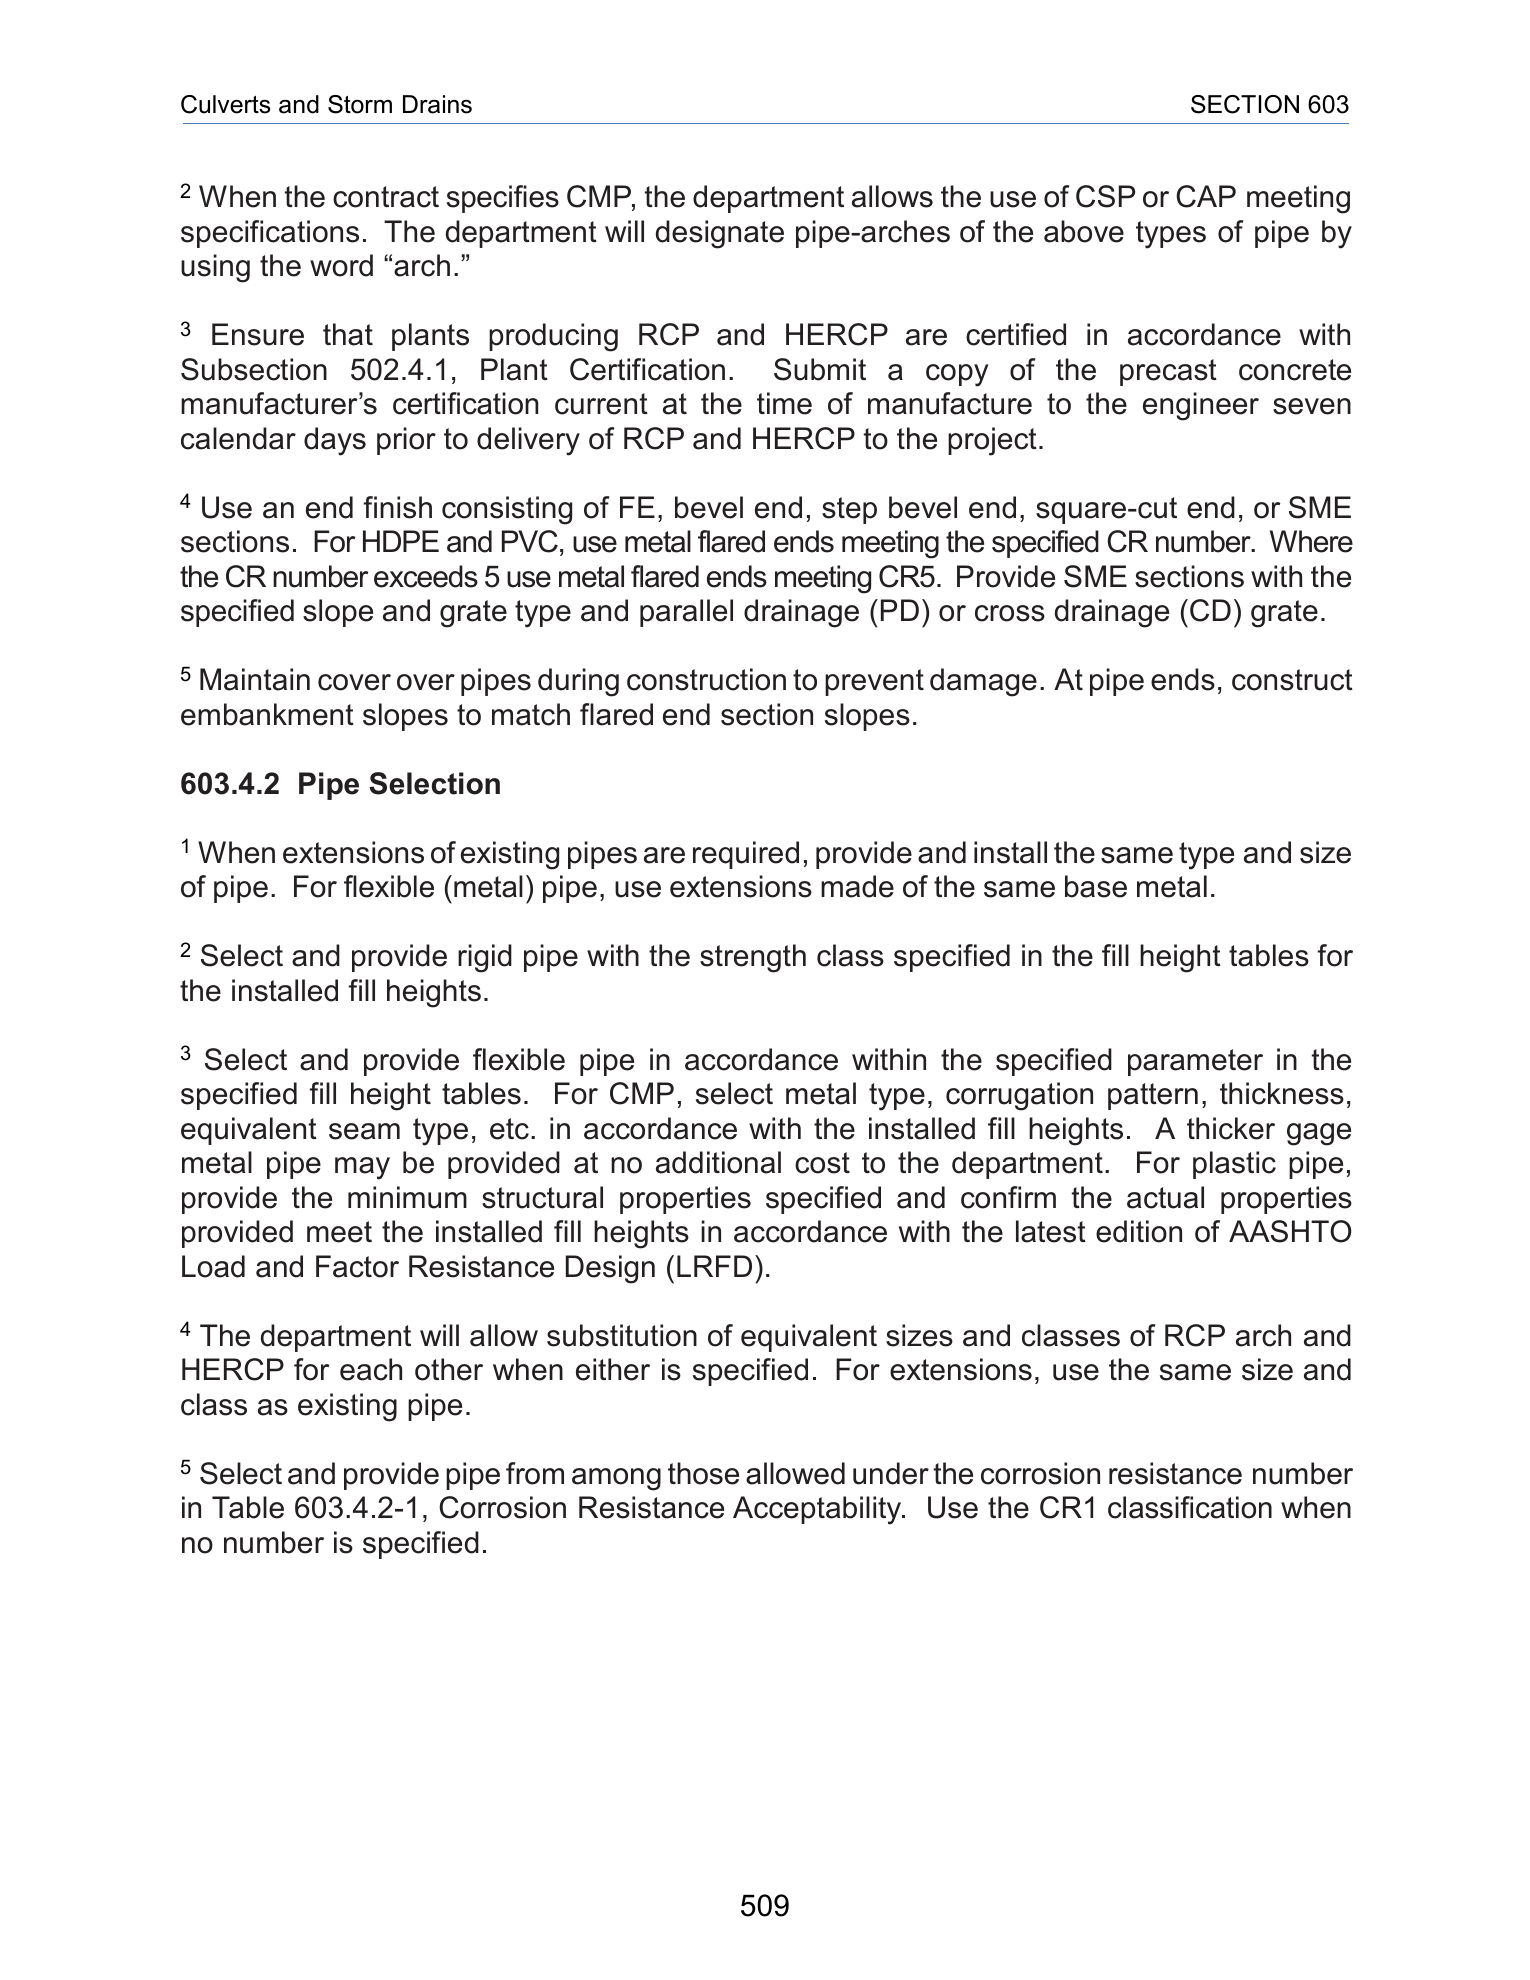 Culverts and Storm Drains SECTION 603
2 When the contract specifies CMP, the department allows the use of CSP or CAP meeting
specifications. The department will designate pipe-arches of the above types of pipe by
using the word “arch.”
3 Ensure that plants producing RCP and HERCP are certified in accordance with
Subsection 502.4.1, Plant Certification. Submit a copy of the precast concrete
manufacturer’s certification current at the time of manufacture to the engineer seven
calendar days prior to delivery of RCP and HERCP to the project.
4 Use an end finish consisting of FE, bevel end, step bevel end, square-cut end, or SME
sections. For HDPE and PVC, use metal flared ends meeting the specified CR number. Where
the CR number exceeds 5 use metal flared ends meeting CR5. Provide SME sections with the
specified slope and grate type and parallel drainage (PD) or cross drainage (CD) grate.
5 Maintain cover over pipes during construction to prevent damage. At pipe ends, construct
embankment slopes to match flared end section slopes.
603.4.2 Pipe Selection
1 When extensions of existing pipes are required, provide and install the same type and size
of pipe. For flexible (metal) pipe, use extensions made of the same base metal.
2 Select and provide rigid pipe with the strength class specified in the fill height tables for
the installed fill heights.
3 Select and provide flexible pipe in accordance within the specified parameter in the
specified fill height tables. For CMP, select metal type, corrugation pattern, thickness,
equivalent seam type, etc. in accordance with the installed fill heights. A thicker gage
metal pipe may be provided at no additional cost to the department. For plastic pipe,
provide the minimum structural properties specified and confirm the actual properties
provided meet the installed fill heights in accordance with the latest edition of AASHTO
Load and Factor Resistance Design (LRFD).
4 The department will allow substitution of equivalent sizes and classes of RCP arch and
HERCP for each other when either is specified. For extensions, use the same size and
class as existing pipe.
5 Select and provide pipe from among those allowed under the corrosion resistance number
in Table 603.4.2-1, Corrosion Resistance Acceptability. Use the CR1 classification when
no number is specified.
509